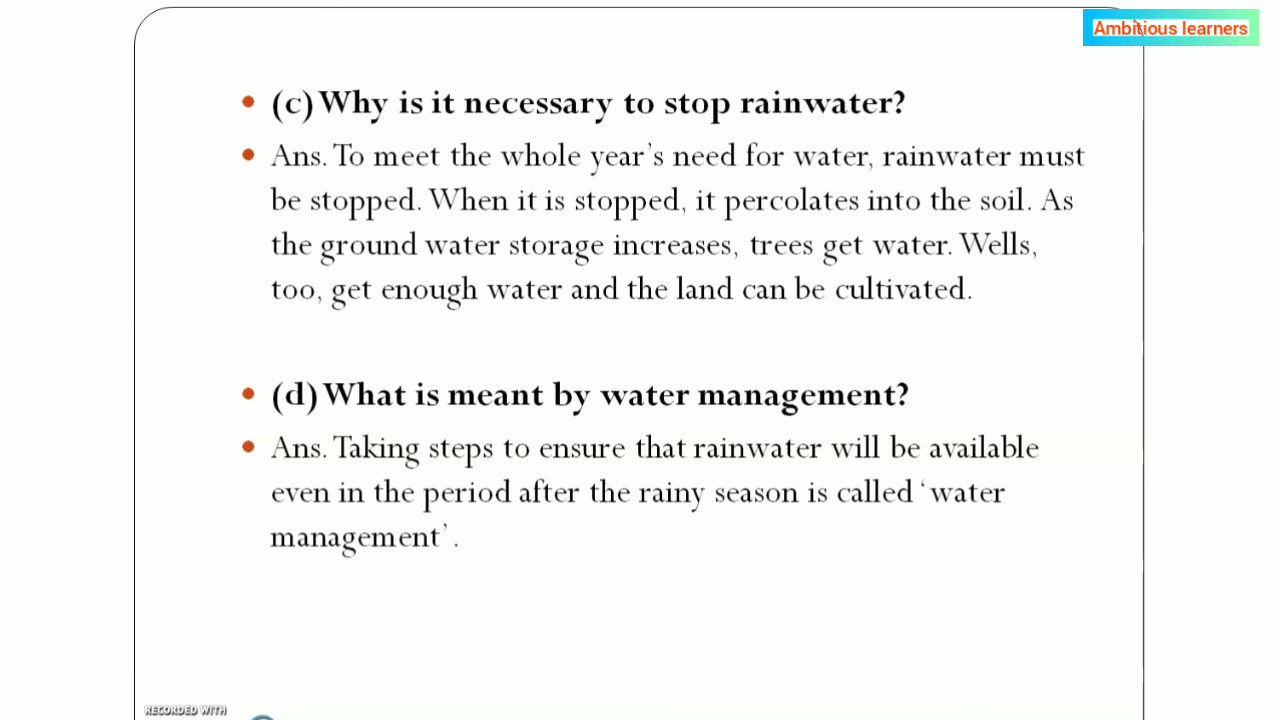 Ambitious learners
• (c) Why is it necessary to stop rainwater?
• Ans. To meet the whole year's need for water, rainwater must
be stopped. When it is stopped, it percolates into the soil. As
the ground water storage increases, trees get water. Wells,
too, get enough water and the land can be cultivated.
• (d) What is meant by water management?
• Ans. Taking steps to ensure that rainwater will be available
even in the period after the rainy season is called ‘water
management’.
RECORDED WITH